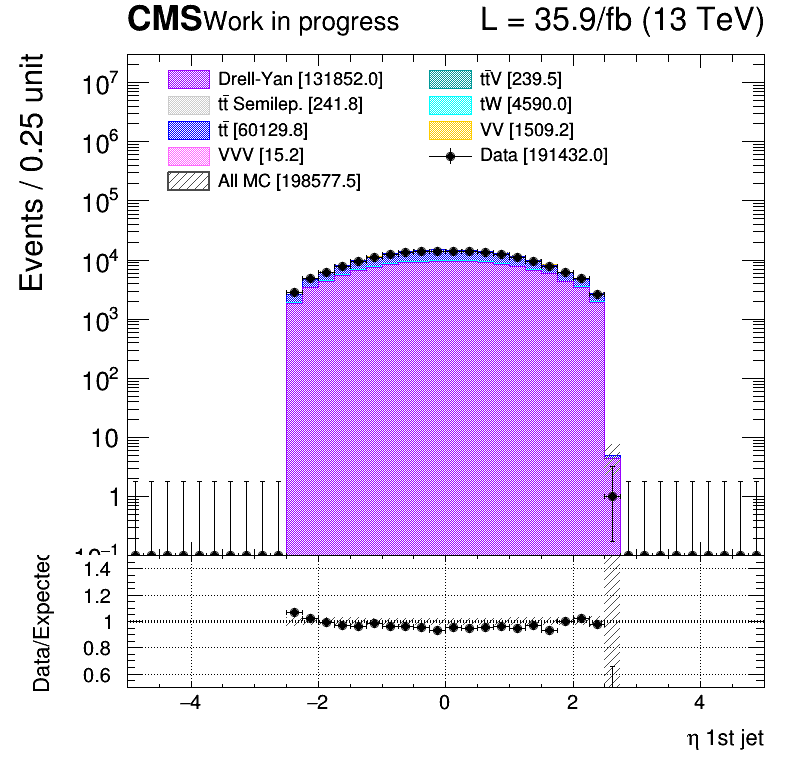 CMS Work in progress L = 35.9/fb (13 TeV)
Events / 0.25 unit
10⁷
10⁶
10⁵
10⁴
10³
10²
10
1
10⁻¹
Drell-Yan [131852.0]
tt̄ Semilep. [241.8]
tt̄ [60129.8]
VVV [15.2]
All MC [198577.5]
tt̄V [239.5]
tW [4590.0]
VV [1509.2]
Data [191432.0]
Data/Expected
1.4
1.2
1
0.8
0.6
−4 −2 0 2 4
η 1st jet